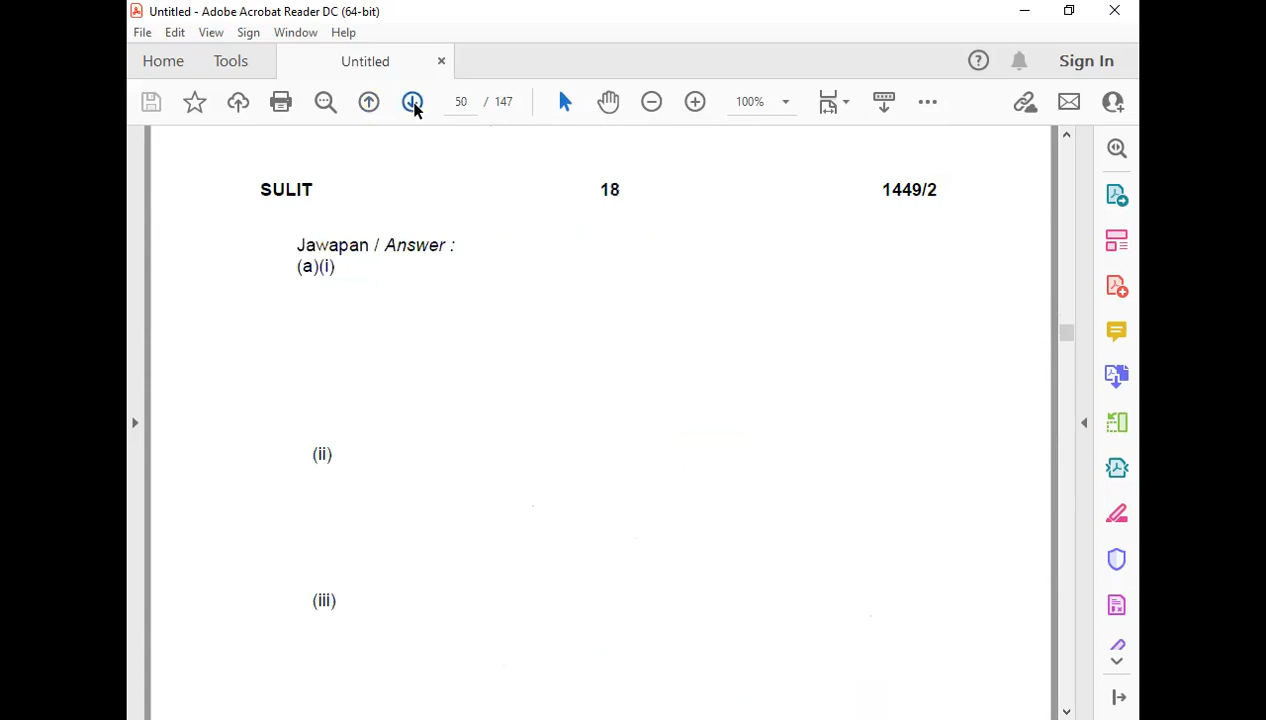 Untitled - Adobe Acrobat Reader DC (64-bit)
File Edit View Sign Window Help
Home Tools Untitled Sign In
50 / 147 100%
SULIT 18 1449/2
Jawapan / Answer :
(a)(i)
(ii)
(iii)